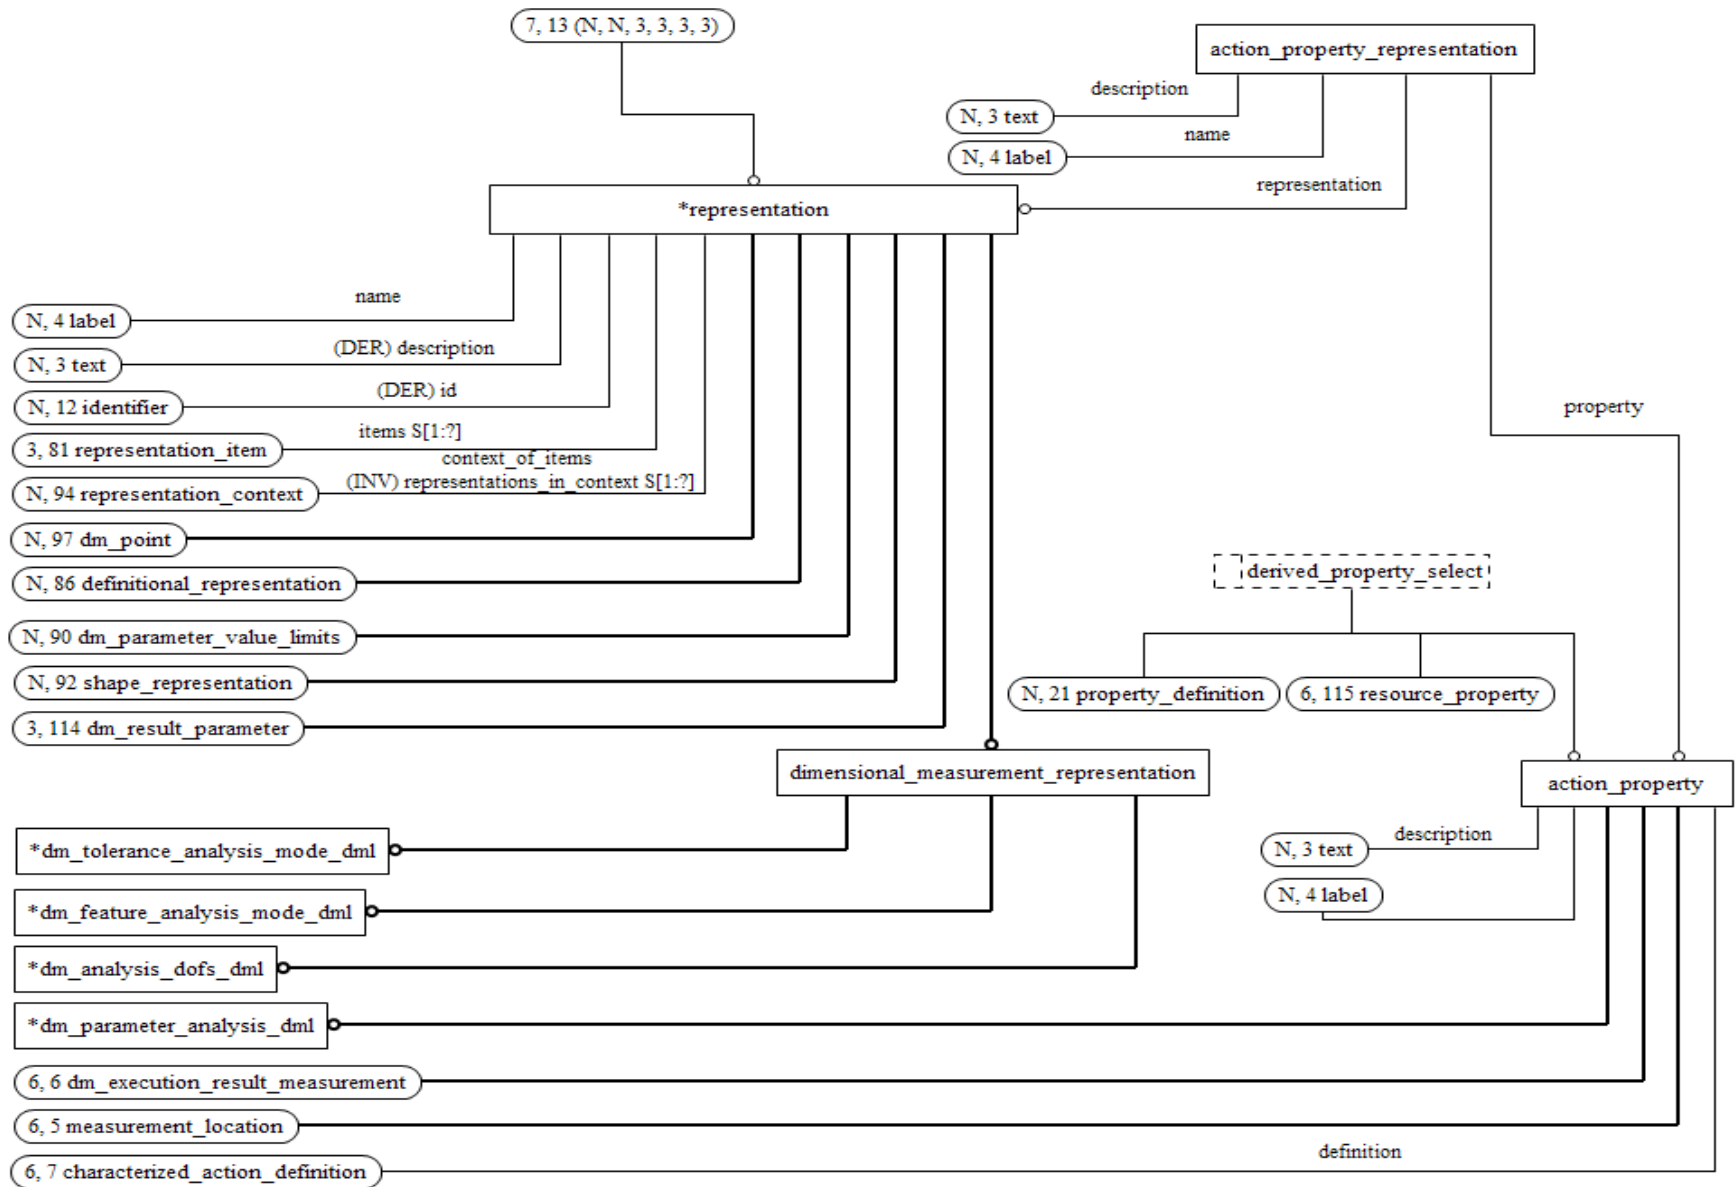 7, 13 (N, N, 3, 3, 3, 3)
action_property_representation
description
N, 3 text
name
N, 4 label
representation
*representation
name
N, 4 label
(DER) description
N, 3 text
(DER) id
N, 12 identifier
items S[1:?]
3, 81 representation_item
context_of_items
(INV) representations_in_context S[1:?]
N, 94 representation_context
property
N, 97 dm_point
derived_property_select
N, 86 definitional_representation
N, 90 dm_parameter_value_limits
N, 92 shape_representation
N, 21 property_definition
6, 115 resource_property
3, 114 dm_result_parameter
dimensional_measurement_representation
action_property
description
N, 3 text
*dm_tolerance_analysis_mode_dml
N, 4 label
*dm_feature_analysis_mode_dml
*dm_analysis_dofs_dml
*dm_parameter_analysis_dml
6, 6 dm_execution_result_measurement
6, 5 measurement_location
definition
6, 7 characterized_action_definition